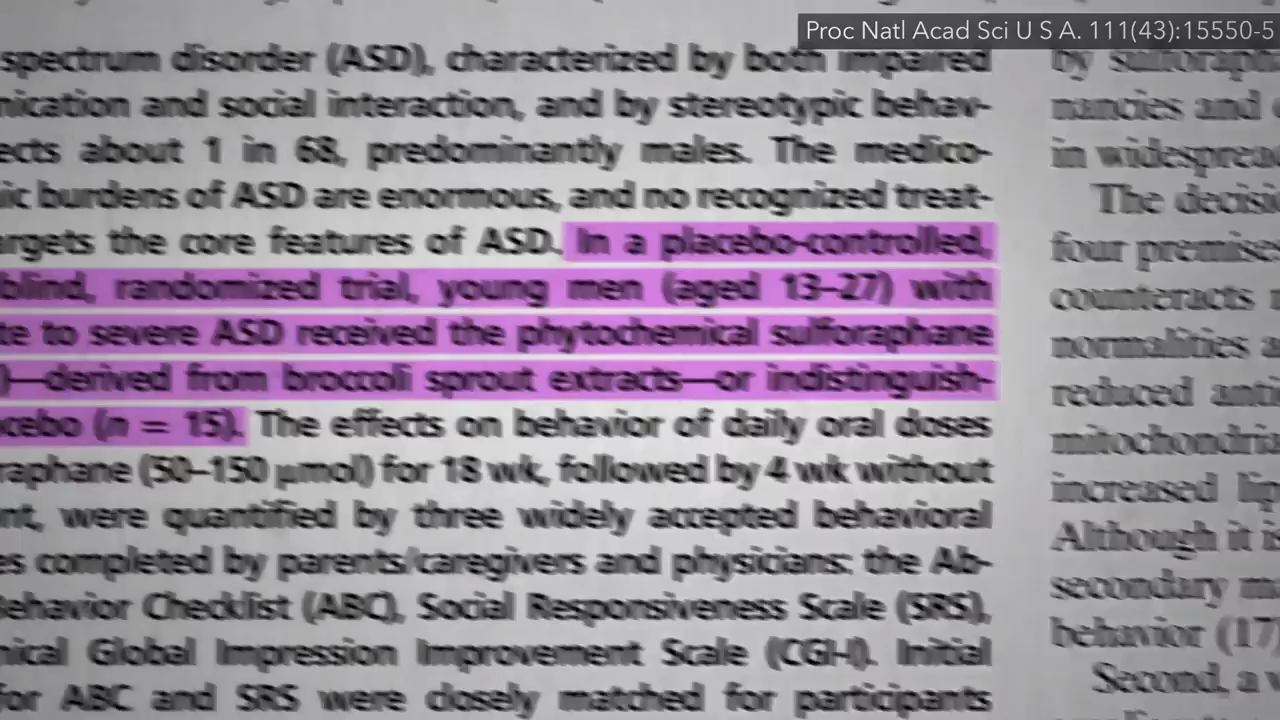 Proc Natl Acad Sci U S A. 111(43):15550-5
spectrum disorder (ASD), characterized by both impaired
nication and social interaction, and by stereotypic behav-
ects about 1 in 68, predominantly males. The medico-
ic burdens of ASD are enormous, and no recognized treat-
argets the core features of ASD. In a placebo-controlled,
blind, randomized trial, young men (aged 13–27) with
te to severe ASD received the phytochemical sulforaphane
)—derived from broccoli sprout extracts—or indistinguish-
cebo (n = 15). The effects on behavior of daily oral doses
raphane (50–150 µmol) for 18 wk, followed by 4 wk without
nt, were quantified by three widely accepted behavioral
es completed by parents/caregivers and physicians: the Ab-
Behavior Checklist (ABC), Social Responsiveness Scale (SRS),
nical Global Impression Improvement Scale (CGI-I). Initial
for ABC and SRS were closely matched for participants
by sulforaph
nancies and
in widespread
The decisi
four premises
counteracts
normalities a
reduced anti
mitochondria
increased lip
Although it is
secondary m
behavior (17)
Second, a v